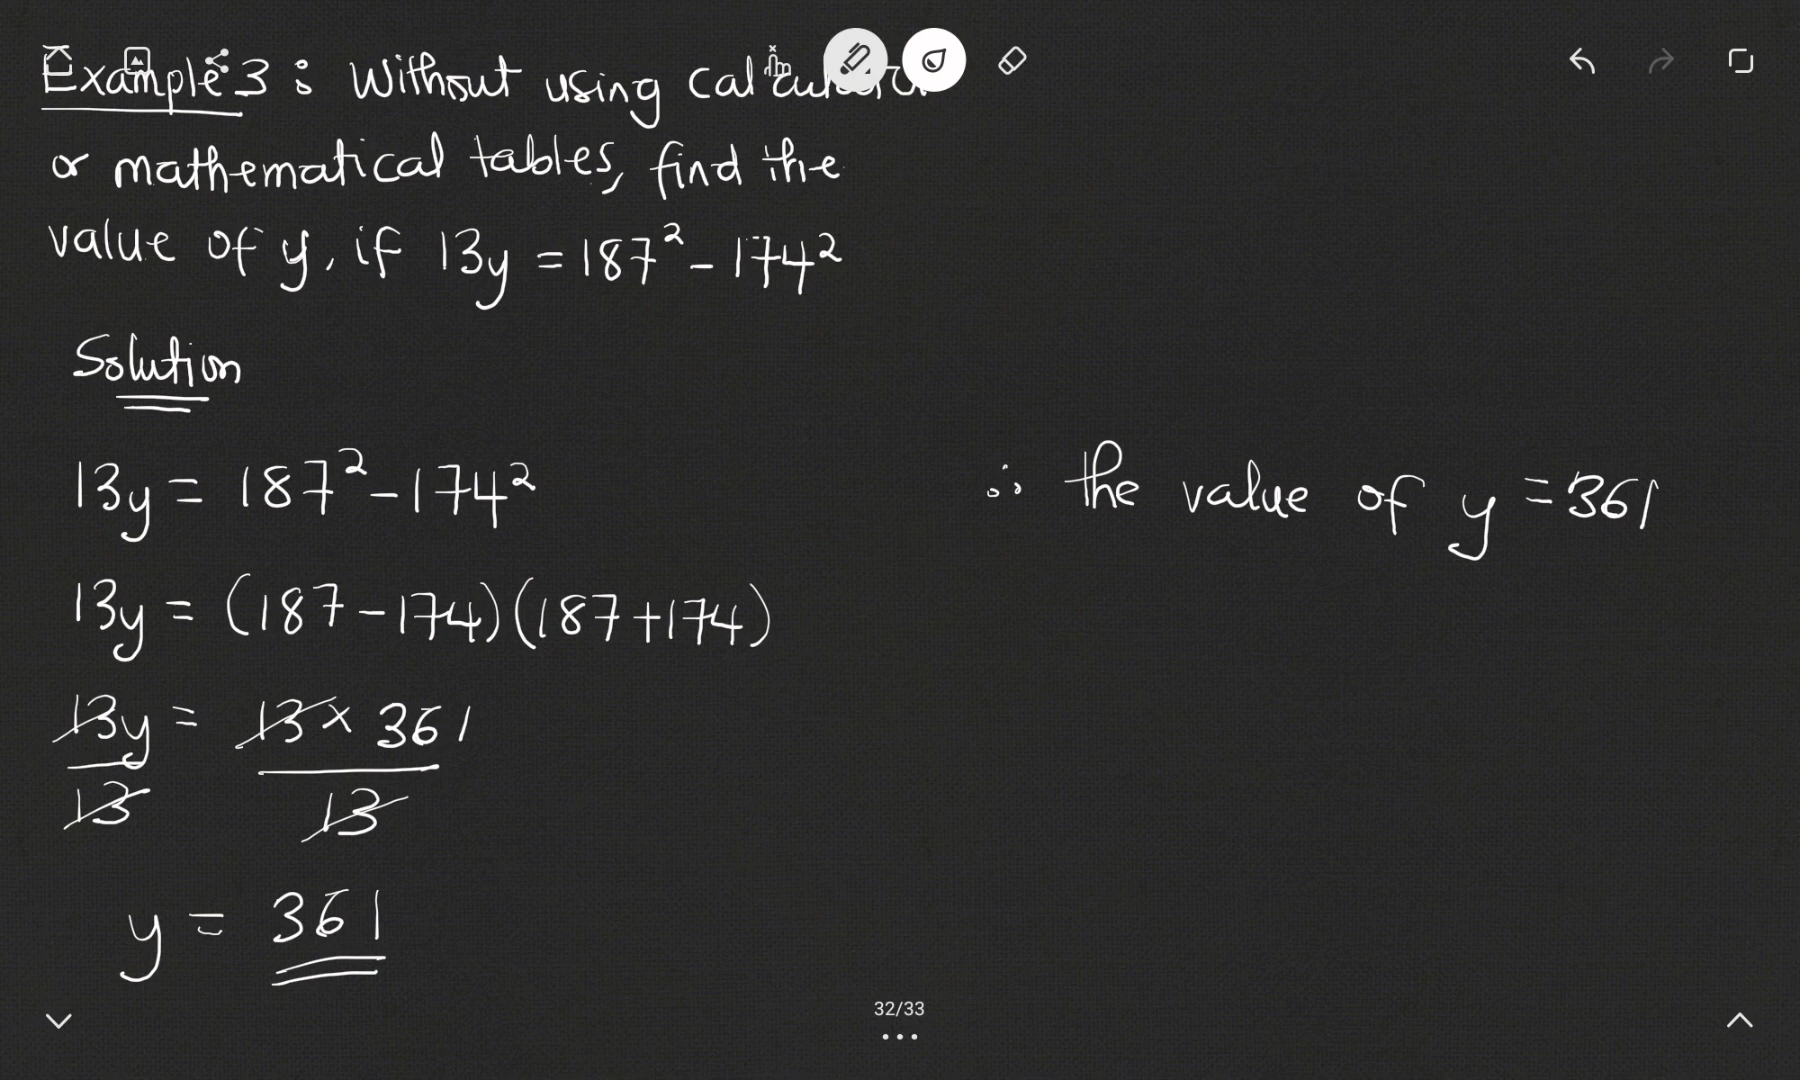 Example 3 : Without using
or mathematical tables, find the
value of y, if 13y = 187² - 174²
Solution
13y = 187² - 174²
13y = (187 - 174)(187 + 174)
13y = 13 × 361
13 13
y = 361
∴ the value of y = 361
32/33